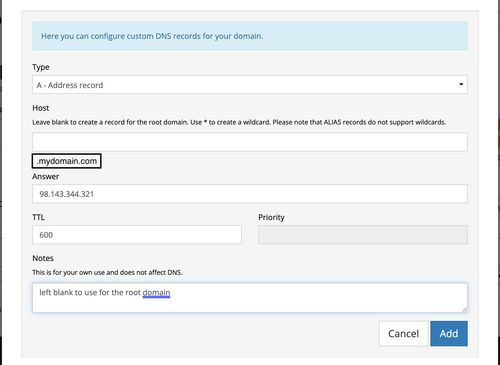 Here you can configure custom DNS records for your domain.
Type
A - Address record
Host
Leave blank to create a record for the root domain. Use * to create a wildcard. Please note that ALIAS records do not support wildcards.
.mydomain.com
Answer
98.143.344.321
TTL Priority
600
Notes
This is for your own use and does not affect DNS.
left blank to use for the root domain
Cancel Add